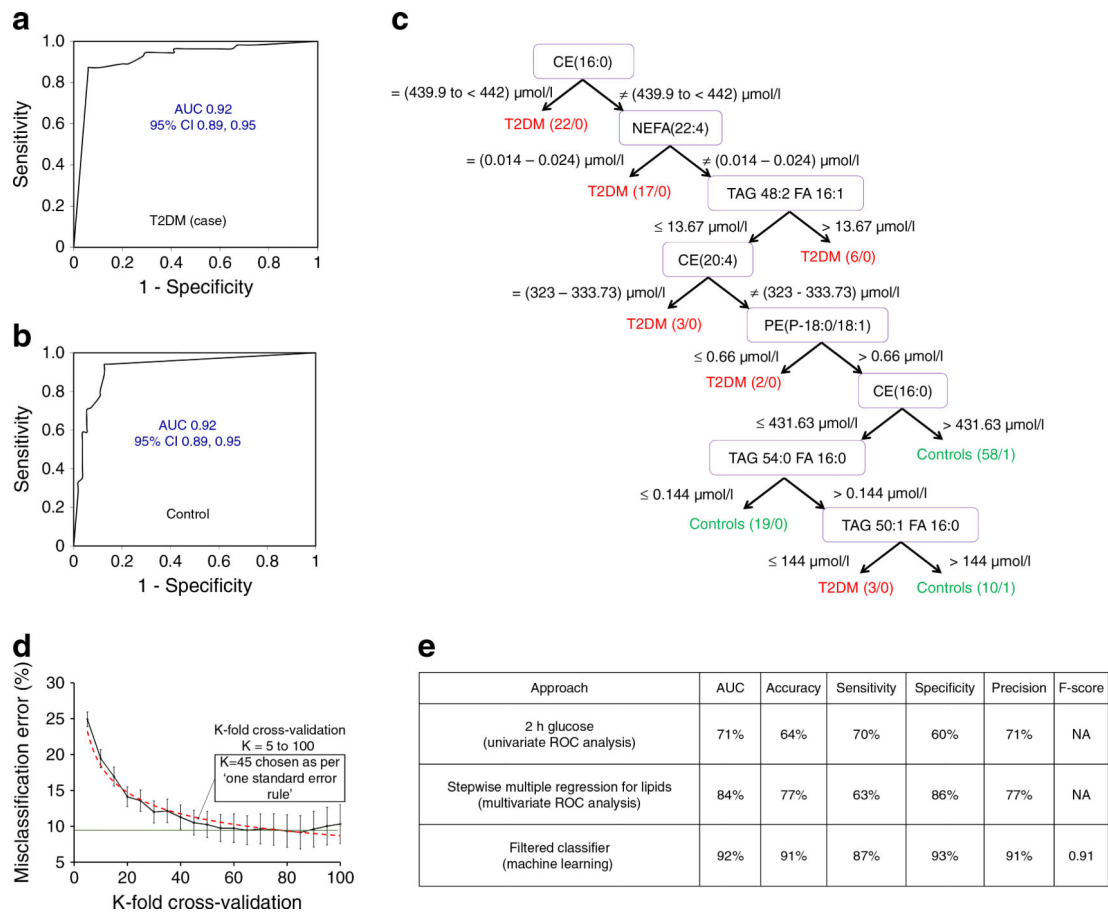 a
1.0
0.8
0.6
0.4
0.2
0
Sensitivity
AUC 0.92
95% CI 0.89, 0.95
T2DM (case)
0 0.2 0.4 0.6 0.8 1
1 - Specificity
b
1.0
0.8
0.6
0.4
0.2
0
Sensitivity
AUC 0.92
95% CI 0.89, 0.95
Control
0 0.2 0.4 0.6 0.8 1
1 - Specificity
c
CE(16:0)
= (439.9 to < 442) µmol/l ≠ (439.9 to < 442) µmol/l
T2DM (22/0) NEFA(22:4)
= (0.014 – 0.024) µmol/l ≠ (0.014 – 0.024) µmol/l
T2DM (17/0) TAG 48:2 FA 16:1
≤ 13.67 µmol/l > 13.67 µmol/l
CE(20:4) T2DM (6/0)
= (323 – 333.73) µmol/l ≠ (323 - 333.73) µmol/l
T2DM (3/0) PE(P-18:0/18:1)
≤ 0.66 µmol/l > 0.66 µmol/l
T2DM (2/0) CE(16:0)
≤ 431.63 µmol/l > 431.63 µmol/l
TAG 54:0 FA 16:0 Controls (58/1)
≤ 0.144 µmol/l > 0.144 µmol/l
Controls (19/0) TAG 50:1 FA 16:0
≤ 144 µmol/l > 144 µmol/l
T2DM (3/0) Controls (10/1)
d
30
25
20
15
10
5
Misclassification error (%)
K-fold cross-validation
K = 5 to 100
K=45 chosen as per
'one standard error
rule'
0 20 40 60 80 100
K-fold cross-validation
e
Approach AUC Accuracy Sensitivity Specificity Precision F-score
2 h glucose
(univariate ROC analysis) 71% 64% 70% 60% 71% NA
Stepwise multiple regression for lipids
(multivariate ROC analysis) 84% 77% 63% 86% 77% NA
Filtered classifier
(machine learning) 92% 91% 87% 93% 91% 0.91